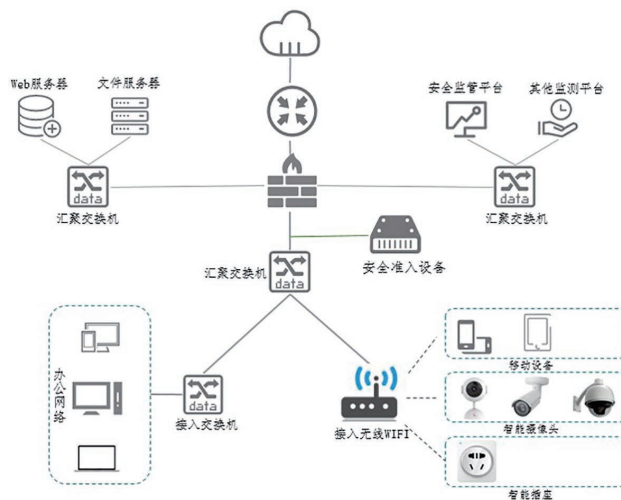 Web服务器
文件服务器
安全监管平台
其他监测平台
data
汇聚交换机
data
汇聚交换机
汇聚交换机
data
安全准入设备
办公网络
data
接入交换机
接入无线WIFI
移动设备
智能摄像头
智能插座